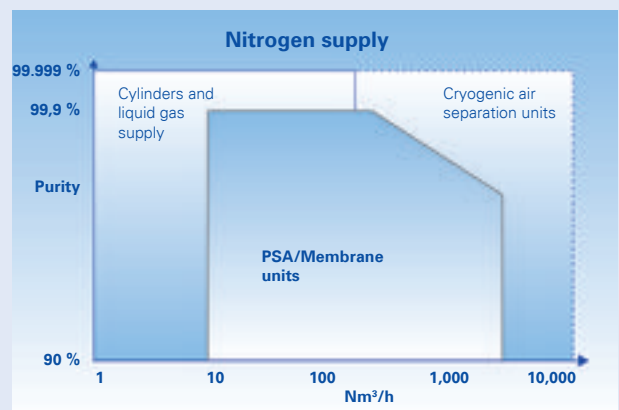 Nitrogen supply
99.999 %
99,9 %
Cylinders and
liquid gas
supply
Cryogenic air
separation units
Purity
PSA/Membrane
units
90 %
1 10 100 1,000 10,000
Nm³/h